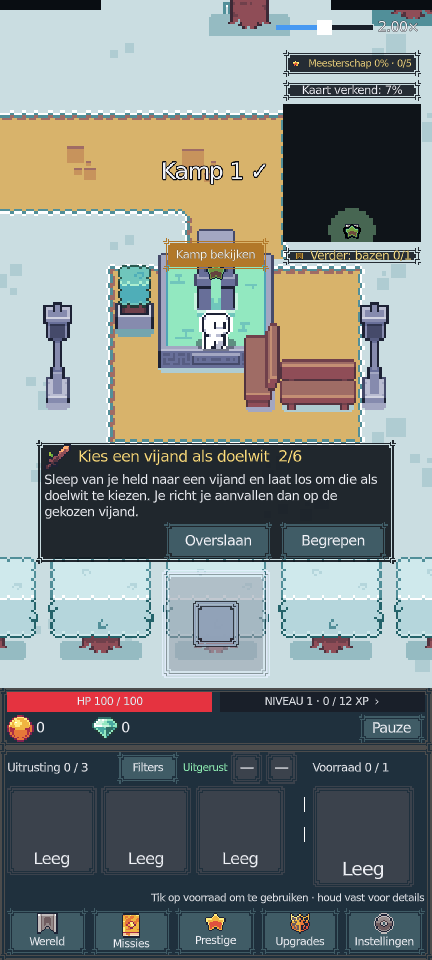 2.00×
Meesterschap 0% · 0/5
Kaart verkend: 7%
Kamp 1 ✓
Kamp bekijken
Verder: bazen 0/1
Kies een vijand als doelwit 2/6
Sleep van je held naar een vijand en laat los om die als
doelwit te kiezen. Je richt je aanvallen dan op de
gekozen vijand.
Overslaan
Begrepen
HP 100 / 100
NIVEAU 1 · 0 / 12 XP ›
0
0
Pauze
Uitrusting 0 / 3
Filters
Uitgerust
—
—
Voorraad 0 / 1
Leeg
Leeg
Leeg
Leeg
Tik op voorraad om te gebruiken · houd vast voor details
Wereld
Missies
Prestige
Upgrades
Instellingen